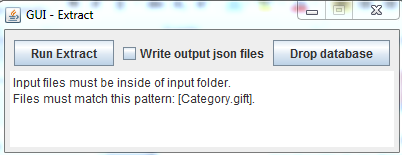 GUI - Extract
Run Extract Write output json files Drop database
Input files must be inside of input folder.
Files must match this pattern: [Category.gift].